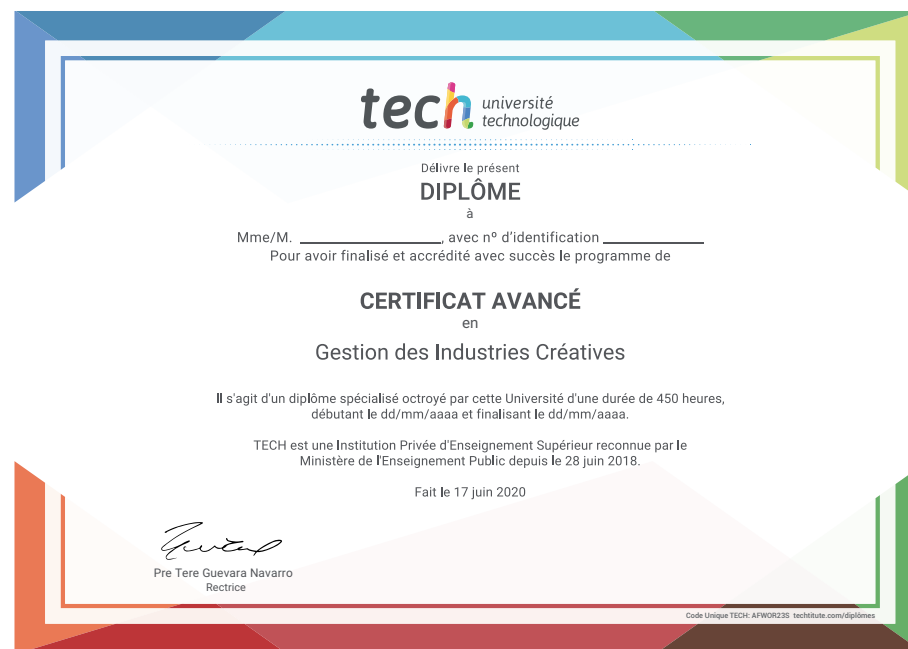 tech université
technologique
Délivre le présent
DIPLÔME
à
Mme/M. ____________________, avec nº d'identification ______________
Pour avoir finalisé et accrédité avec succès le programme de
CERTIFICAT AVANCÉ
en
Gestion des Industries Créatives
Il s'agit d'un diplôme spécialisé octroyé par cette Université d'une durée de 450 heures,
débutant le dd/mm/aaaa et finalisant le dd/mm/aaaa.
TECH est une Institution Privée d'Enseignement Supérieur reconnue par le
Ministère de l'Enseignement Public depuis le 28 juin 2018.
Fait le 17 juin 2020
Pre Tere Guevara Navarro
Rectrice
Code Unique TECH: AFWOR23S techtitute.com/diplômes